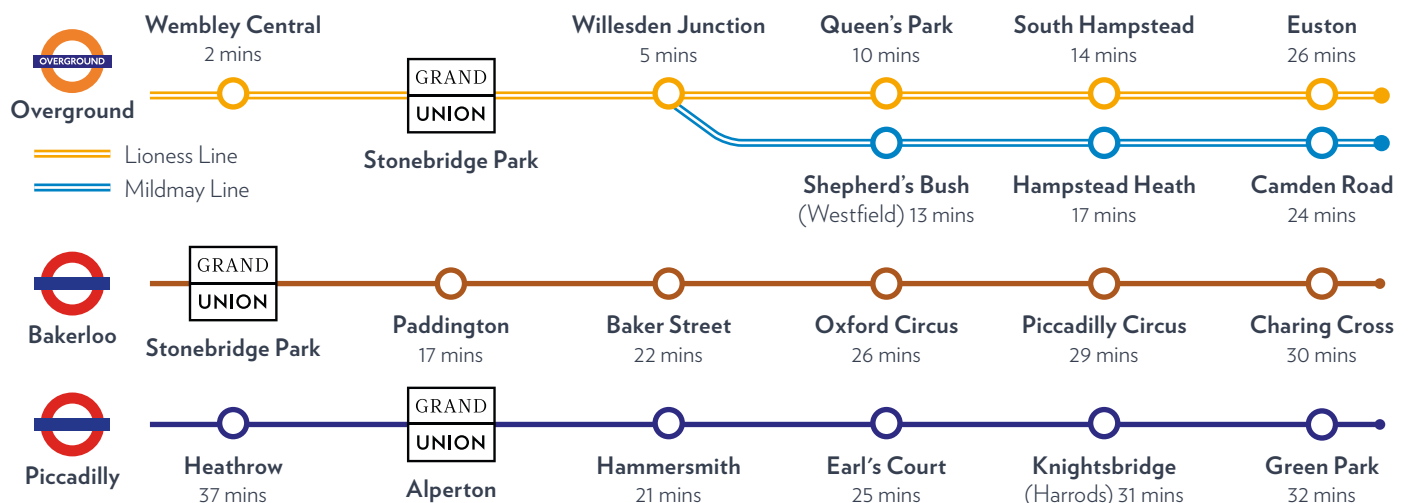 Wembley Central
2 mins
Willesden Junction
5 mins
Queen's Park
10 mins
South Hampstead
14 mins
Euston
26 mins
OVERGROUND
Overground
GRAND
UNION
Stonebridge Park
Lioness Line
Mildmay Line
Shepherd's Bush
(Westfield) 13 mins
Hampstead Heath
17 mins
Camden Road
24 mins
Bakerloo
GRAND
UNION
Stonebridge Park
Paddington
17 mins
Baker Street
22 mins
Oxford Circus
26 mins
Piccadilly Circus
29 mins
Charing Cross
30 mins
Piccadilly
Heathrow
37 mins
GRAND
UNION
Alperton
Hammersmith
21 mins
Earl's Court
25 mins
Knightsbridge
(Harrods) 31 mins
Green Park
32 mins